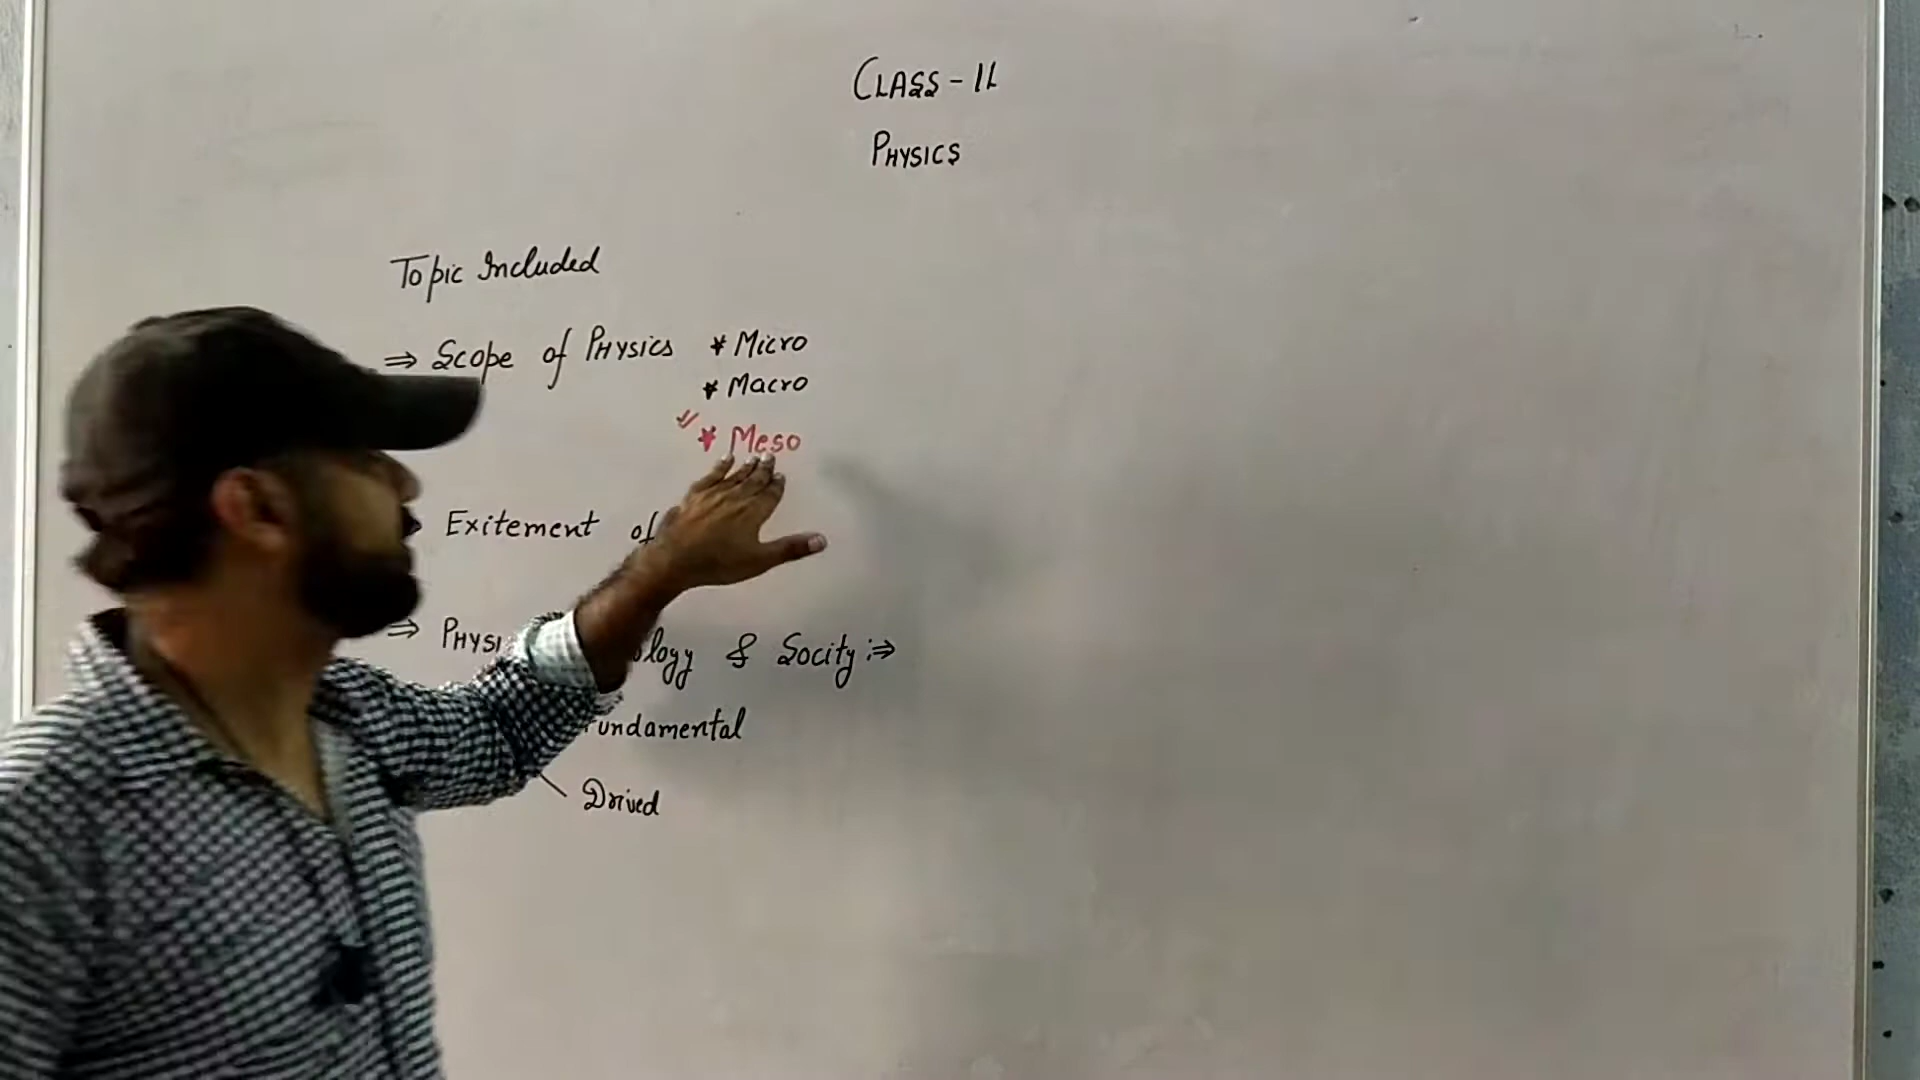 CLASS - 11
PHYSICS
Topic Included
⇒ Scope of PHYSICS * Micro
* Macro
* Meso
Exitement of
⇒ PHYSI ology & Socity :⇒
Fundamental
Drived